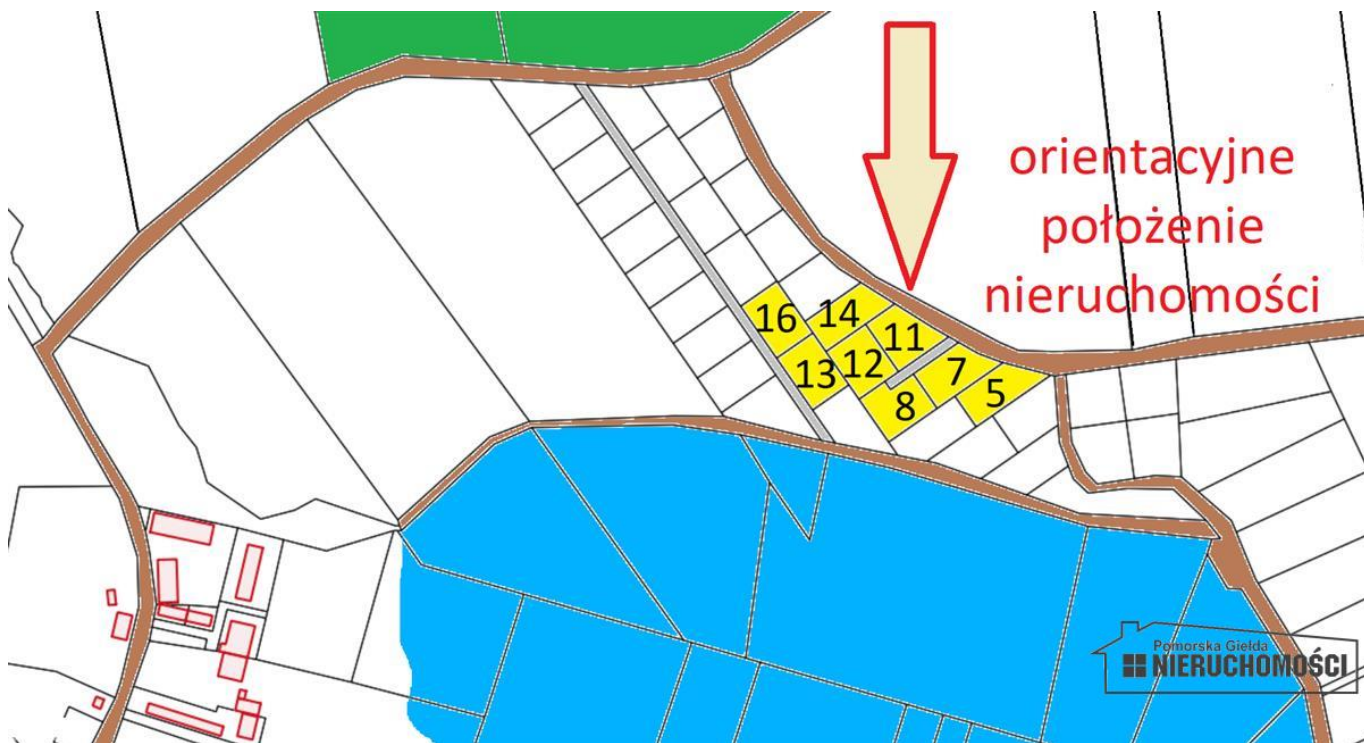 orientacyjne
położenie
nieruchomości
16
14
11
13
12
7
8
5
Pomorska Giełda
NIERUCHOMOŚCI